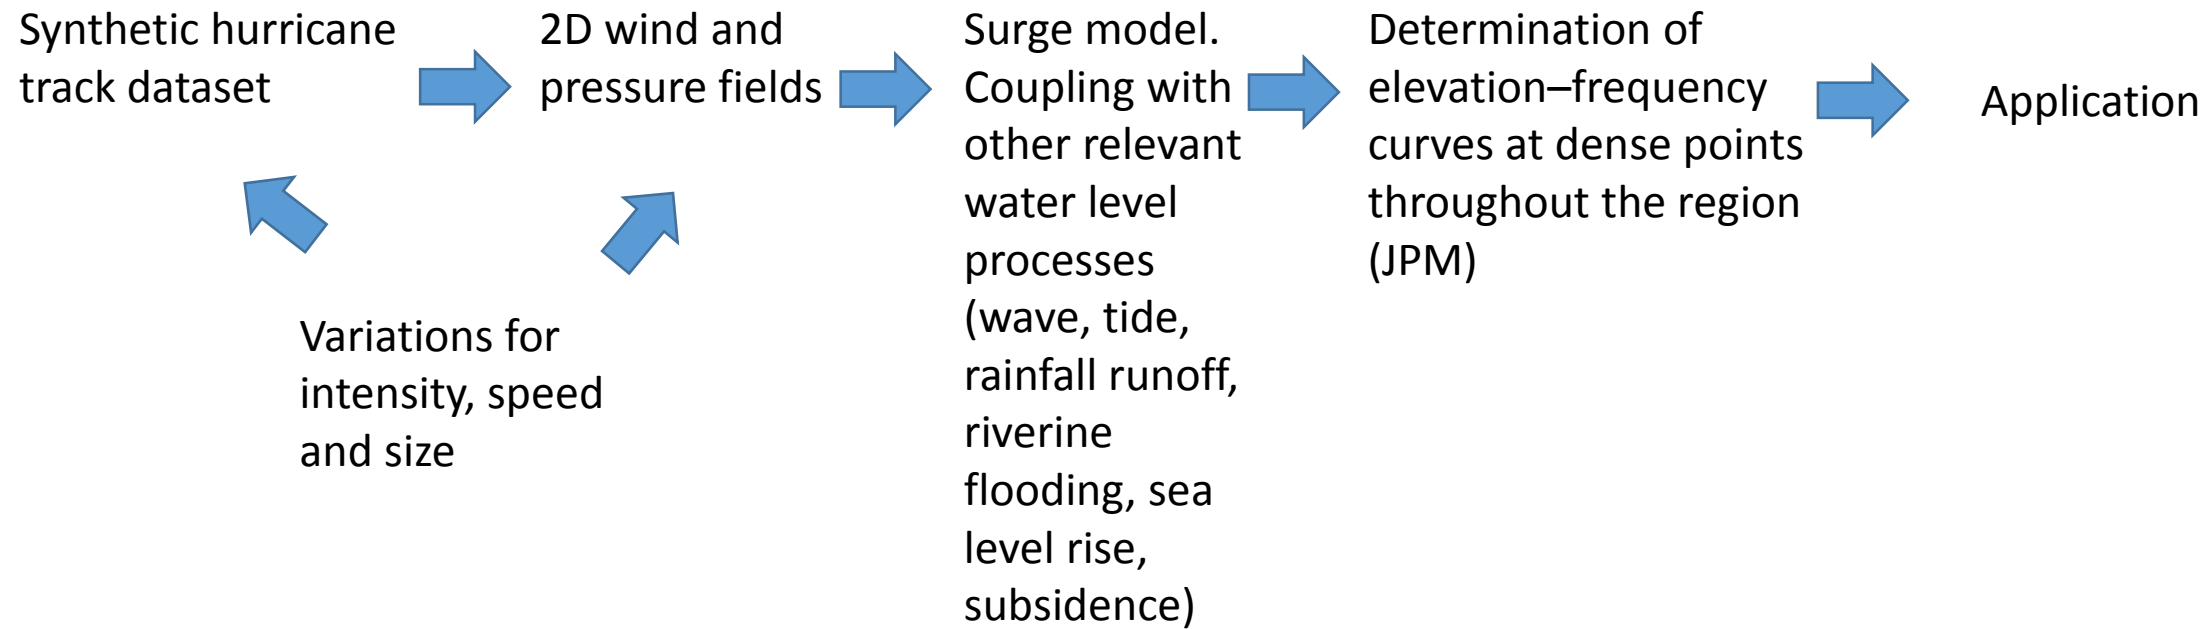 Synthetic hurricane
track dataset
2D wind and
pressure fields
Surge model.
Coupling with
other relevant
water level
processes
(wave, tide,
rainfall runoff,
riverine
flooding, sea
level rise,
subsidence)
Determination of
elevation–frequency
curves at dense points
throughout the region
(JPM)
Application
Variations for
intensity, speed
and size